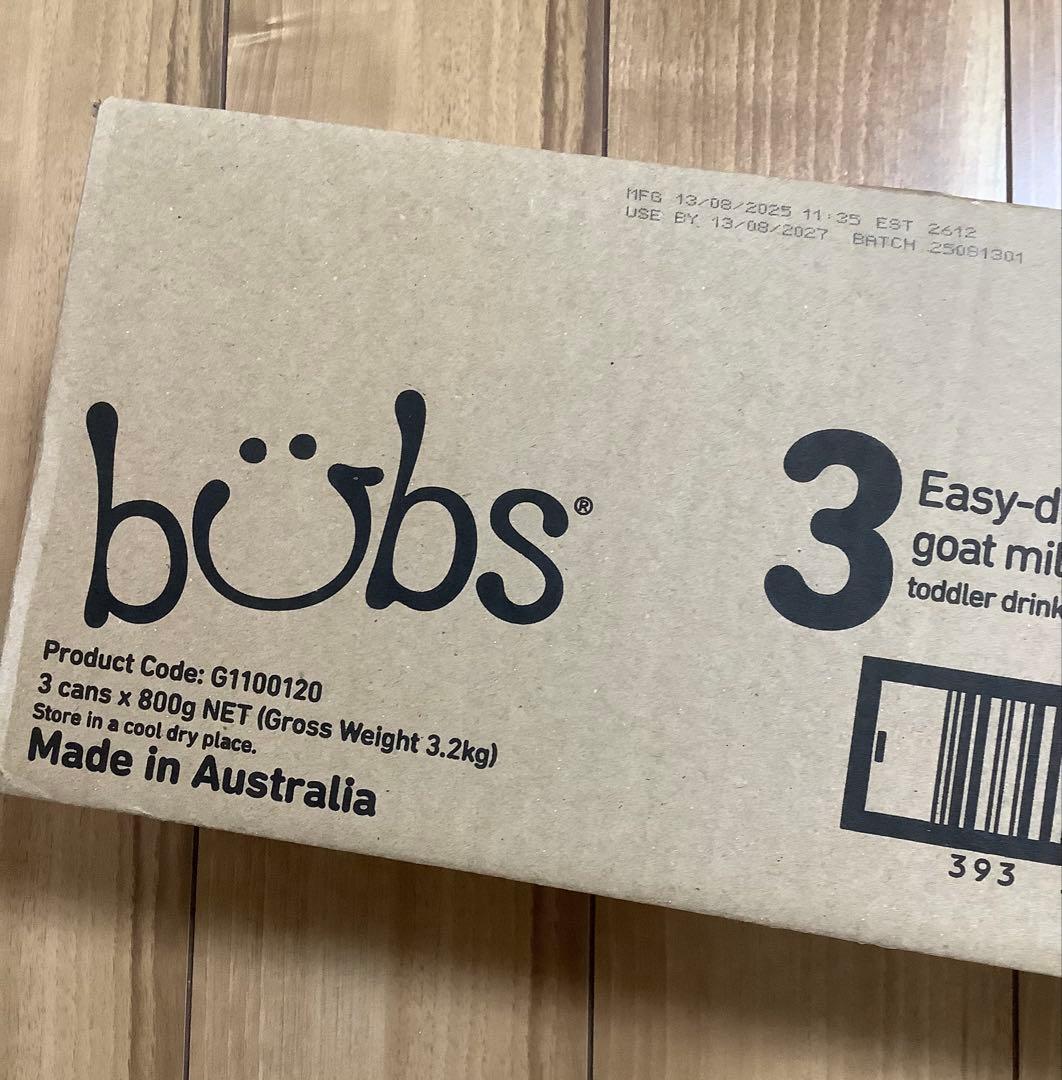 MFG 13/08/2025 11:35 EST 2612
USE BY 13/08/2027 BATCH 25081301
bübs®
3
Easy-d
goat mil
toddler drink
Product Code: G1100120
3 cans x 800g NET (Gross Weight 3.2kg)
Store in a cool dry place.
Made in Australia
393